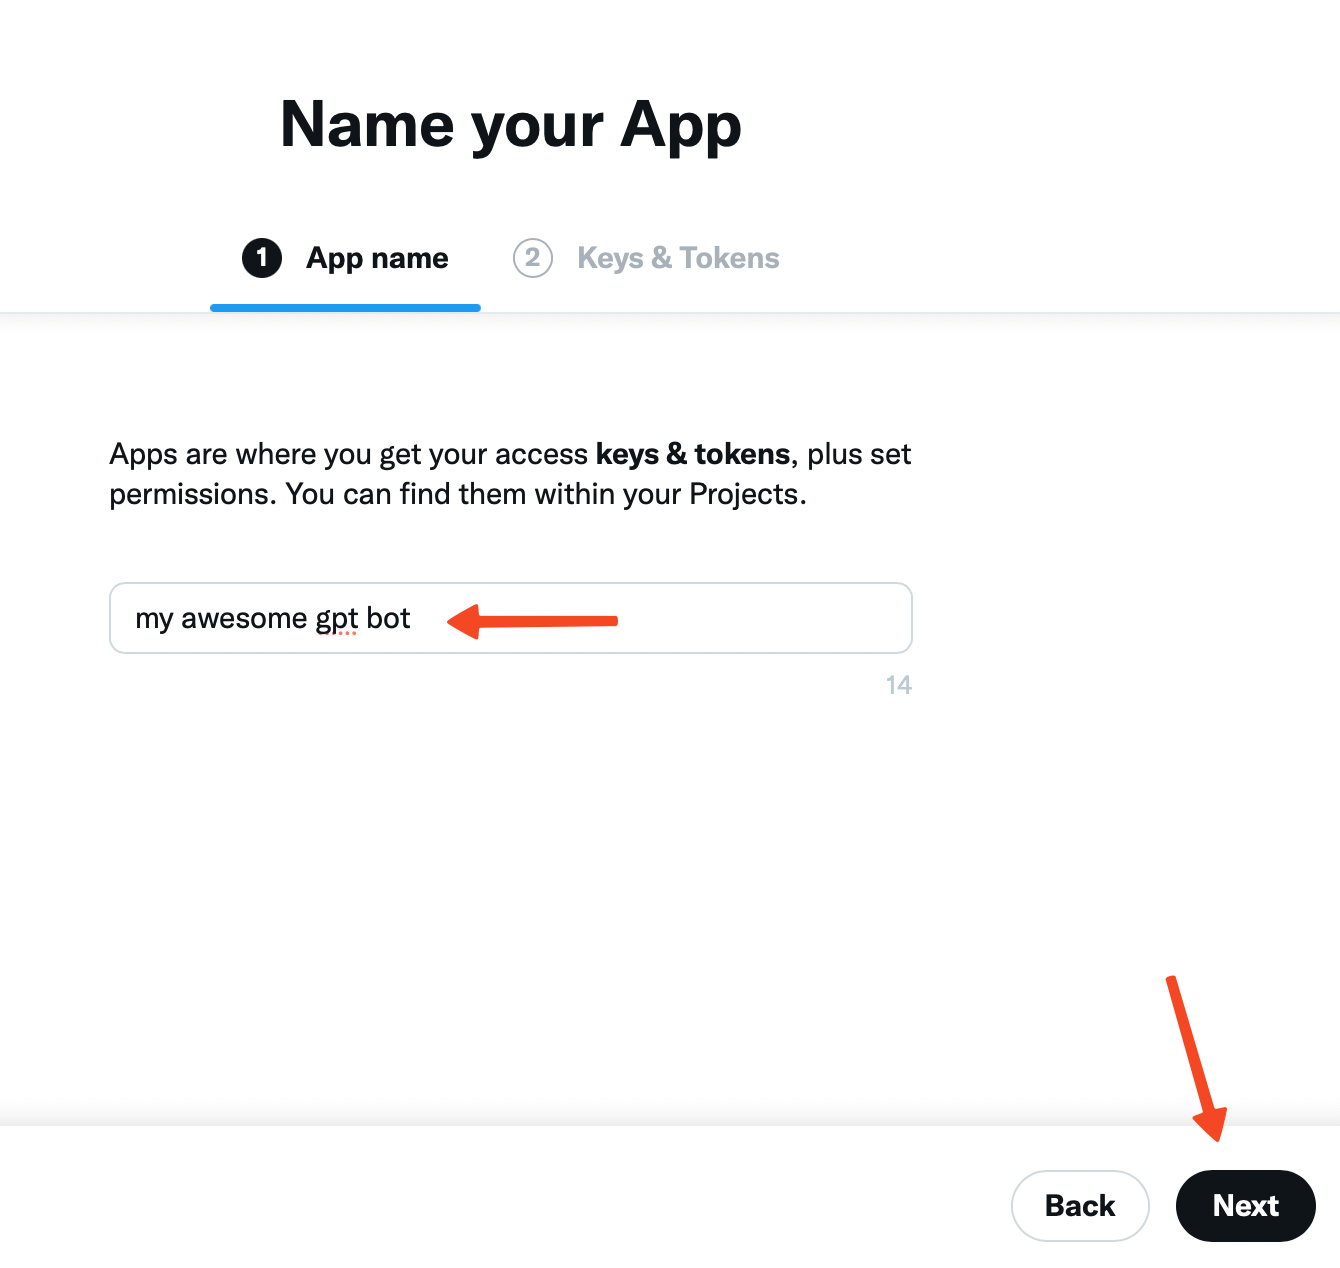 Name your App
1 App name 2 Keys & Tokens
Apps are where you get your access keys & tokens, plus set
permissions. You can find them within your Projects.
my awesome gpt bot
14
Back Next